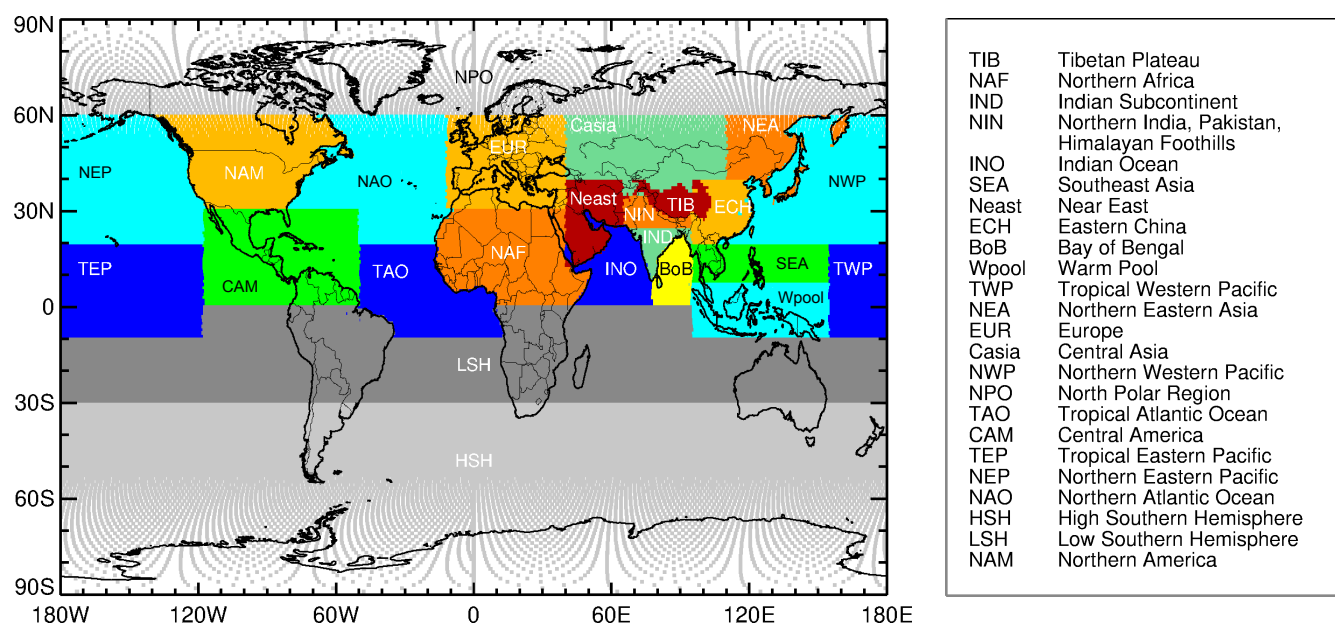 90N
60N
30N
0
30S
60S
90S
180W
120W
60W
0
60E
120E
180E
NPO
NEP
NAM
NAO
EUR
Casia
NEA
NWP
Neast
NIN
TIB
ECH
IND
TEP
CAM
TAO
NAF
INO
BoB
SEA
TWP
Wpool
LSH
HSH
TIB Tibetan Plateau
NAF Northern Africa
IND Indian Subcontinent
NIN Northern India, Pakistan,
Himalayan Foothills
INO Indian Ocean
SEA Southeast Asia
Neast Near East
ECH Eastern China
BoB Bay of Bengal
Wpool Warm Pool
TWP Tropical Western Pacific
NEA Northern Eastern Asia
EUR Europe
Casia Central Asia
NWP Northern Western Pacific
NPO North Polar Region
TAO Tropical Atlantic Ocean
CAM Central America
TEP Tropical Eastern Pacific
NEP Northern Eastern Pacific
NAO Northern Atlantic Ocean
HSH High Southern Hemisphere
LSH Low Southern Hemisphere
NAM Northern America